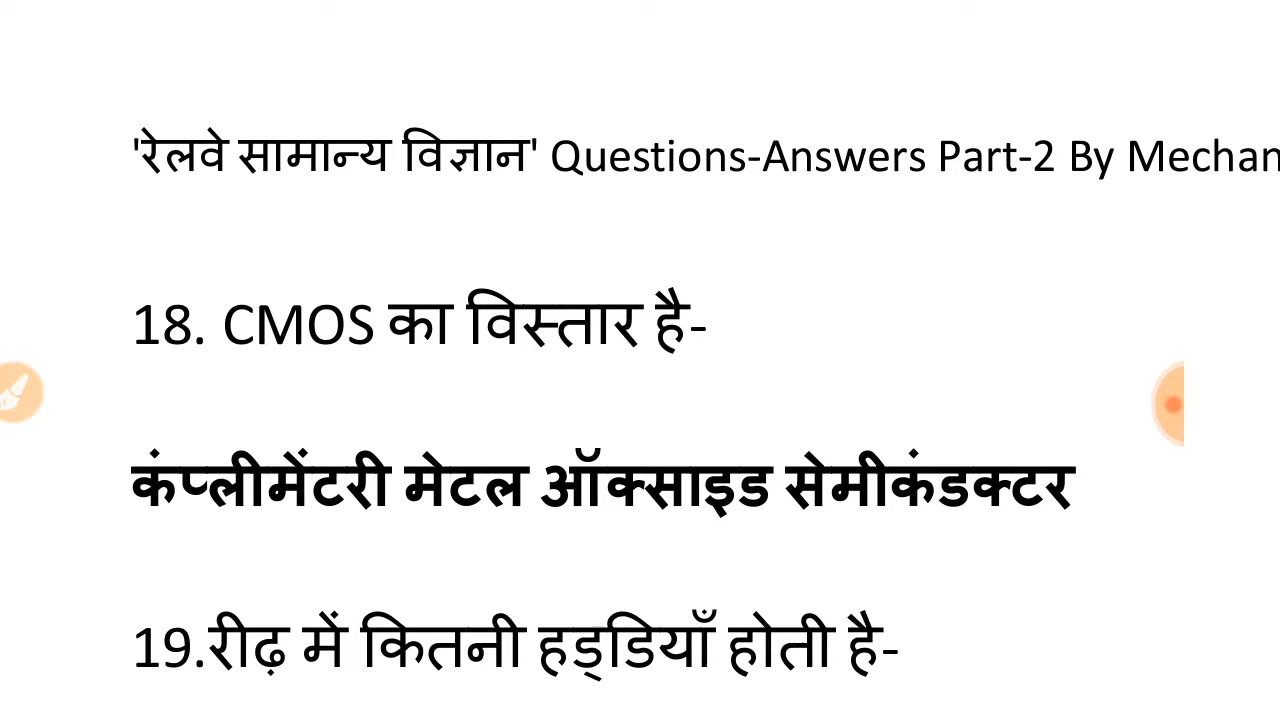 'रेलवे सामान्य विज्ञान' Questions-Answers Part-2 By Mechan
18. CMOS का विस्तार है-
कंप्लीमेंटरी मेटल ऑक्साइड सेमीकंडक्टर
19.रीढ़ में कितनी हड्डियाँ होती है-